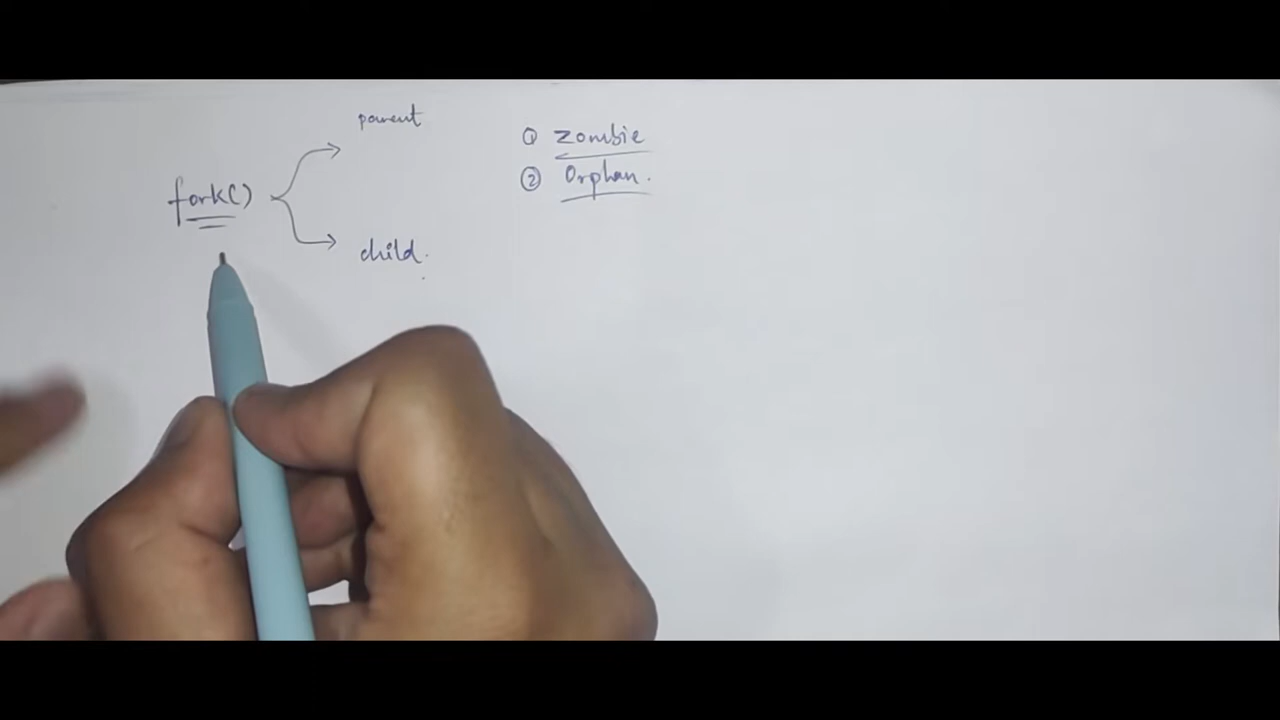 parent
fork()
child.
① Zombie
② Orphan.